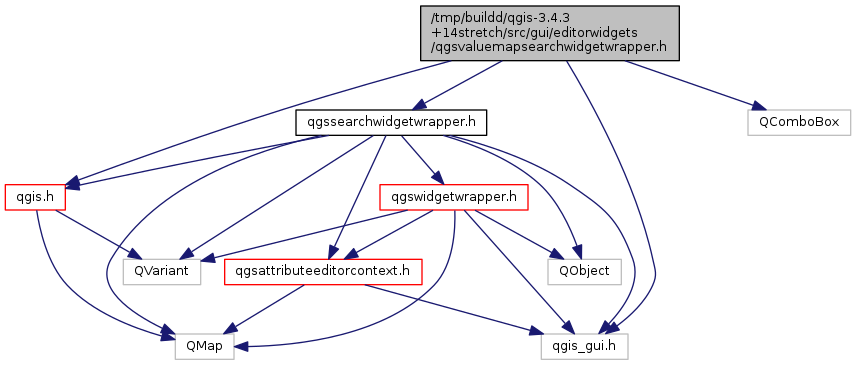 /tmp/buildd/qgis-3.4.3
+14stretch/src/gui/editorwidgets
/qgsvaluemapsearchwidgetwrapper.h
qgssearchwidgetwrapper.h
QComboBox
qgis.h
qgswidgetwrapper.h
QVariant
qgsattributeeditorcontext.h
QObject
QMap
qgis_gui.h